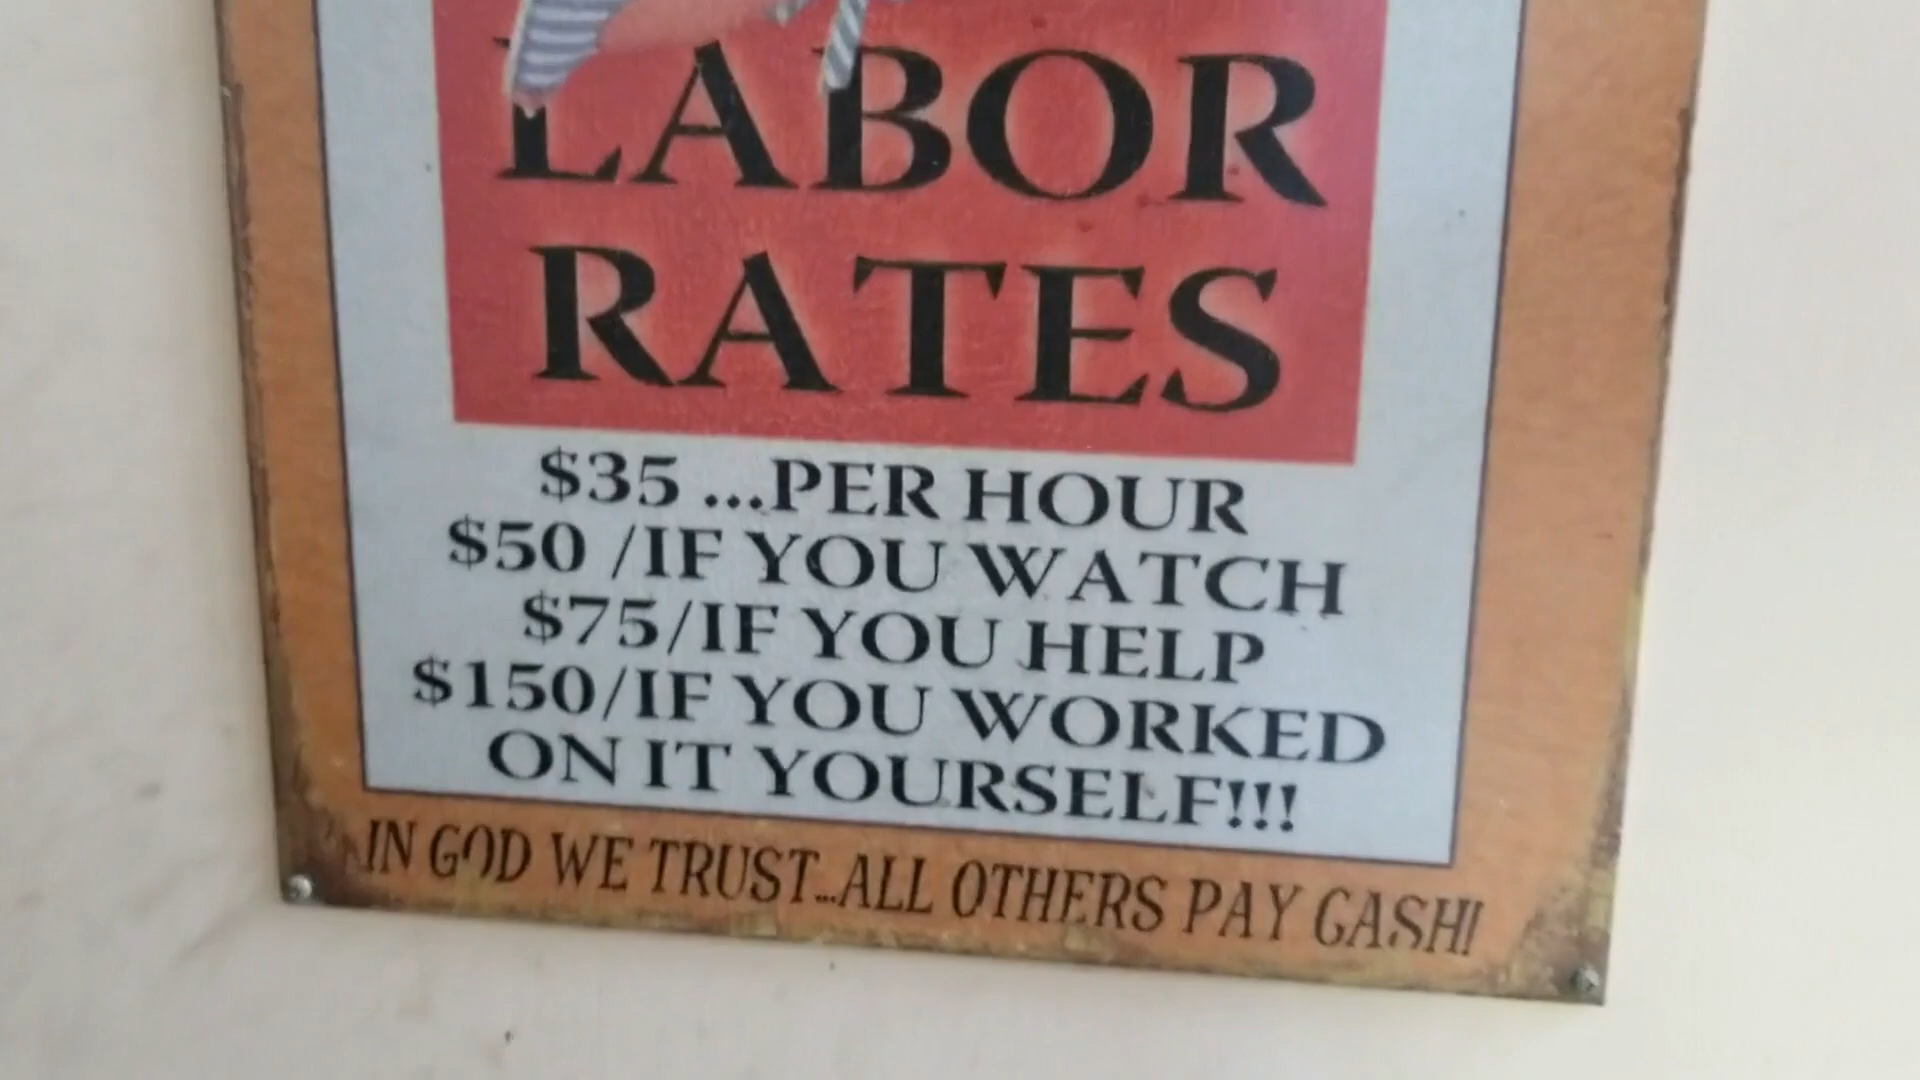 LABOR
RATES
$35 ...PER HOUR
$50 /IF YOU WATCH
$75/IF YOU HELP
$150/IF YOU WORKED
ON IT YOURSELF!!!
IN GOD WE TRUST...ALL OTHERS PAY CASH!